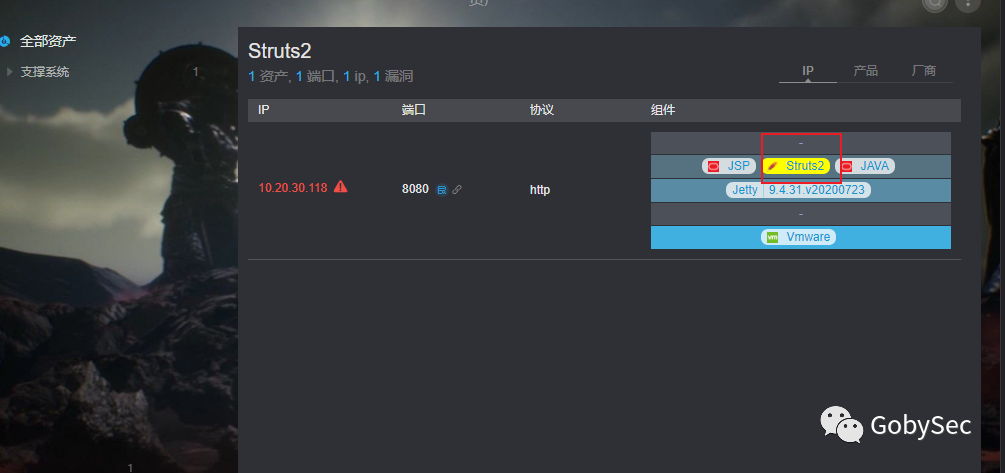 全部资产
支撑系统 1
Struts2
1 资产, 1 端口, 1 ip, 1 漏洞
IP 产品 厂商
IP 端口 协议 组件
-
JSP Struts2 JAVA
10.20.30.118 8080 http
Jetty 9.4.31.v20200723
-
Vmware
GobySec
1